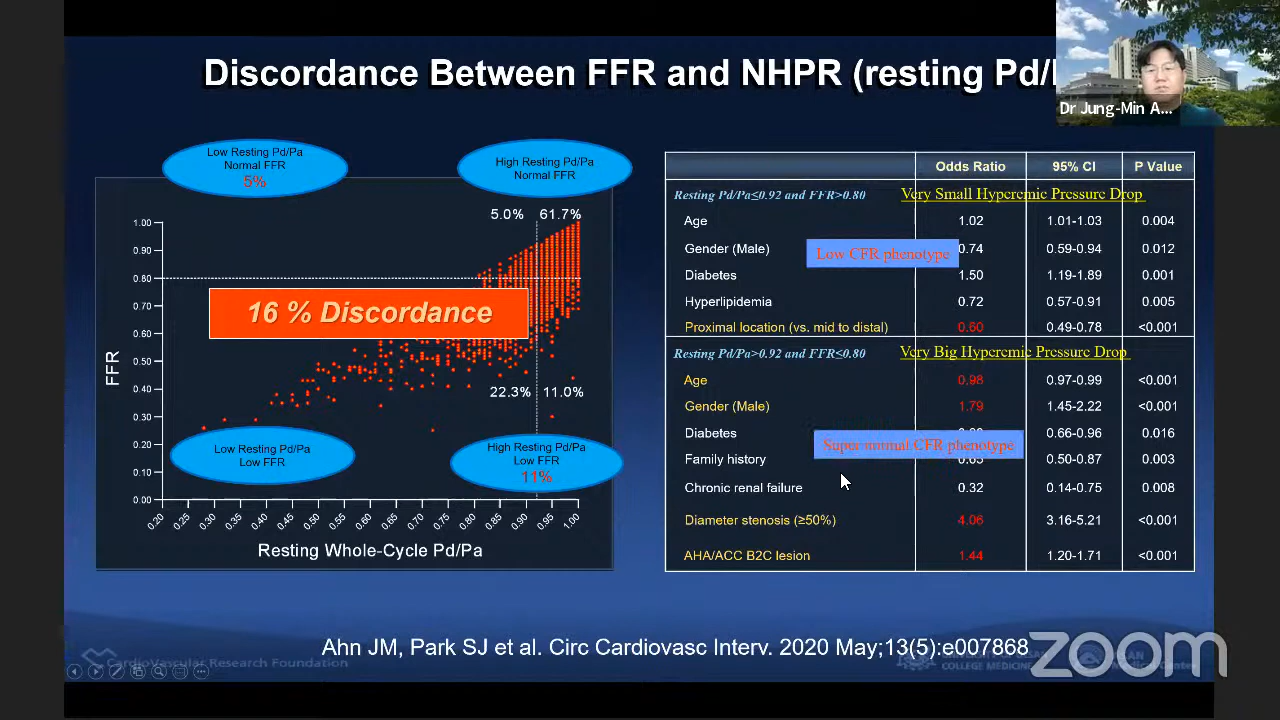 Discordance Between FFR and NHPR (resting Pd/
Dr Jung-Min A...
Low Resting Pd/Pa
Normal FFR
5%
High Resting Pd/Pa
Normal FFR
5.0% 61.7%
1.00
0.90
0.80
0.70
0.60
0.50
0.40
0.30
0.20
0.10
0.00
FFR
16 % Discordance
22.3% 11.0%
Low Resting Pd/Pa
Low FFR
High Resting Pd/Pa
Low FFR
11%
0.20 0.25 0.30 0.35 0.40 0.45 0.50 0.55 0.60 0.65 0.70 0.75 0.80 0.85 0.90 0.95 1.00
Resting Whole-Cycle Pd/Pa
Odds Ratio 95% CI P Value
Resting Pd/Pa≤0.92 and FFR>0.80 Very Small Hyperemic Pressure Drop
Age 1.02 1.01-1.03 0.004
Gender (Male) 0.74 0.59-0.94 0.012
Low CFR phenotype
Diabetes 1.50 1.19-1.89 0.001
Hyperlipidemia 0.72 0.57-0.91 0.005
Proximal location (vs. mid to distal) 0.60 0.49-0.78 <0.001
Resting Pd/Pa>0.92 and FFR≤0.80 Very Big Hyperemic Pressure Drop
Age 0.98 0.97-0.99 <0.001
Gender (Male) 1.79 1.45-2.22 <0.001
Diabetes 0.66-0.96 0.016
Super normal CFR phenotype
Family history 0.50-0.87 0.003
Chronic renal failure 0.32 0.14-0.75 0.008
Diameter stenosis (≥50%) 4.06 3.16-5.21 <0.001
AHA/ACC B2C lesion 1.44 1.20-1.71 <0.001
Ahn JM, Park SJ et al. Circ Cardiovasc Interv. 2020 May;13(5):e007868
CardioVascular Research Foundation
COLLEGE MEDICINE
Medical Center
zoom